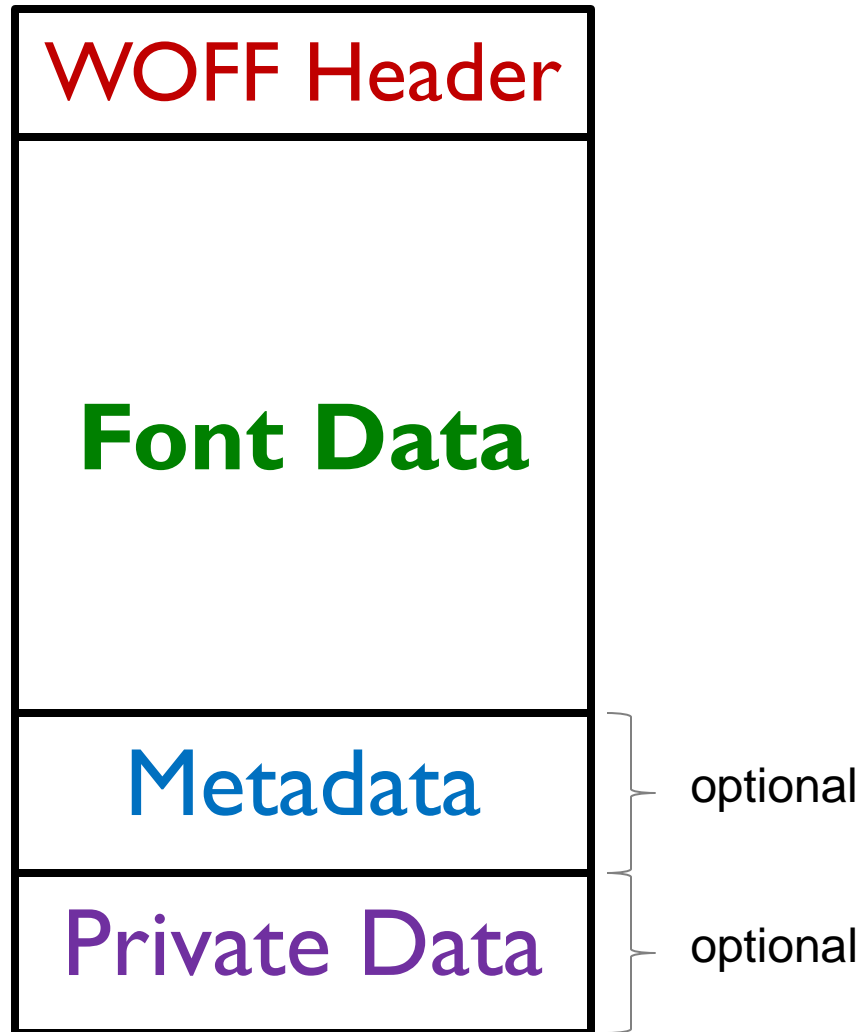 WOFF Header
Font Data
Metadata
optional
Private Data
optional